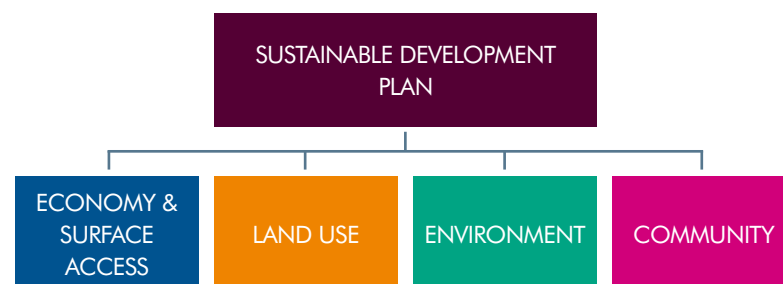 SUSTAINABLE DEVELOPMENT
PLAN
ECONOMY &
SURFACE
ACCESS
LAND USE
ENVIRONMENT
COMMUNITY